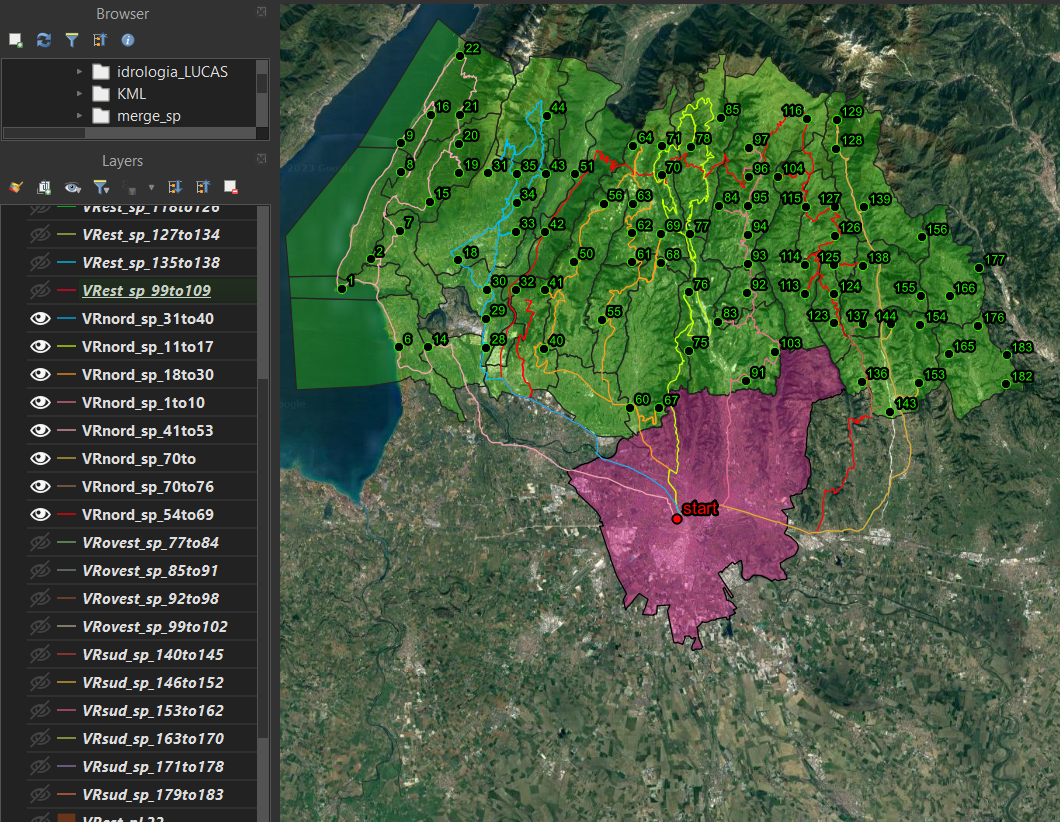 Browser
idrologia_LUCAS
KML
merge_sp
Layers
VRest_sp_118to126
VRest_sp_127to134
VRest_sp_135to138
VRest_sp_99to109
VRnord_sp_31to40
VRnord_sp_11to17
VRnord_sp_18to30
VRnord_sp_1to10
VRnord_sp_41to53
VRnord_sp_70to
VRnord_sp_70to76
VRnord_sp_54to69
VRovest_sp_77to84
VRovest_sp_85to91
VRovest_sp_92to98
VRovest_sp_99to102
VRsud_sp_140to145
VRsud_sp_146to152
VRsud_sp_153to162
VRsud_sp_163to170
VRsud_sp_171to178
VRsud_sp_179to183
22
16 21 44 85 116 129
9 20 64 71 78 97 128
8 19 31 35 43 51 70 96 104
15 34 56 63 84 95 115 127 139
7 33 42 62 69 77 94 126 156
2 18 50 61 68 93 114 125 138 177
1 30 32 41 76 92 113 124 155 166
29 55 83 123 137 144 154 176
6 14 28 40 75 103 165 183
91 136 153 182
60 67 143
start